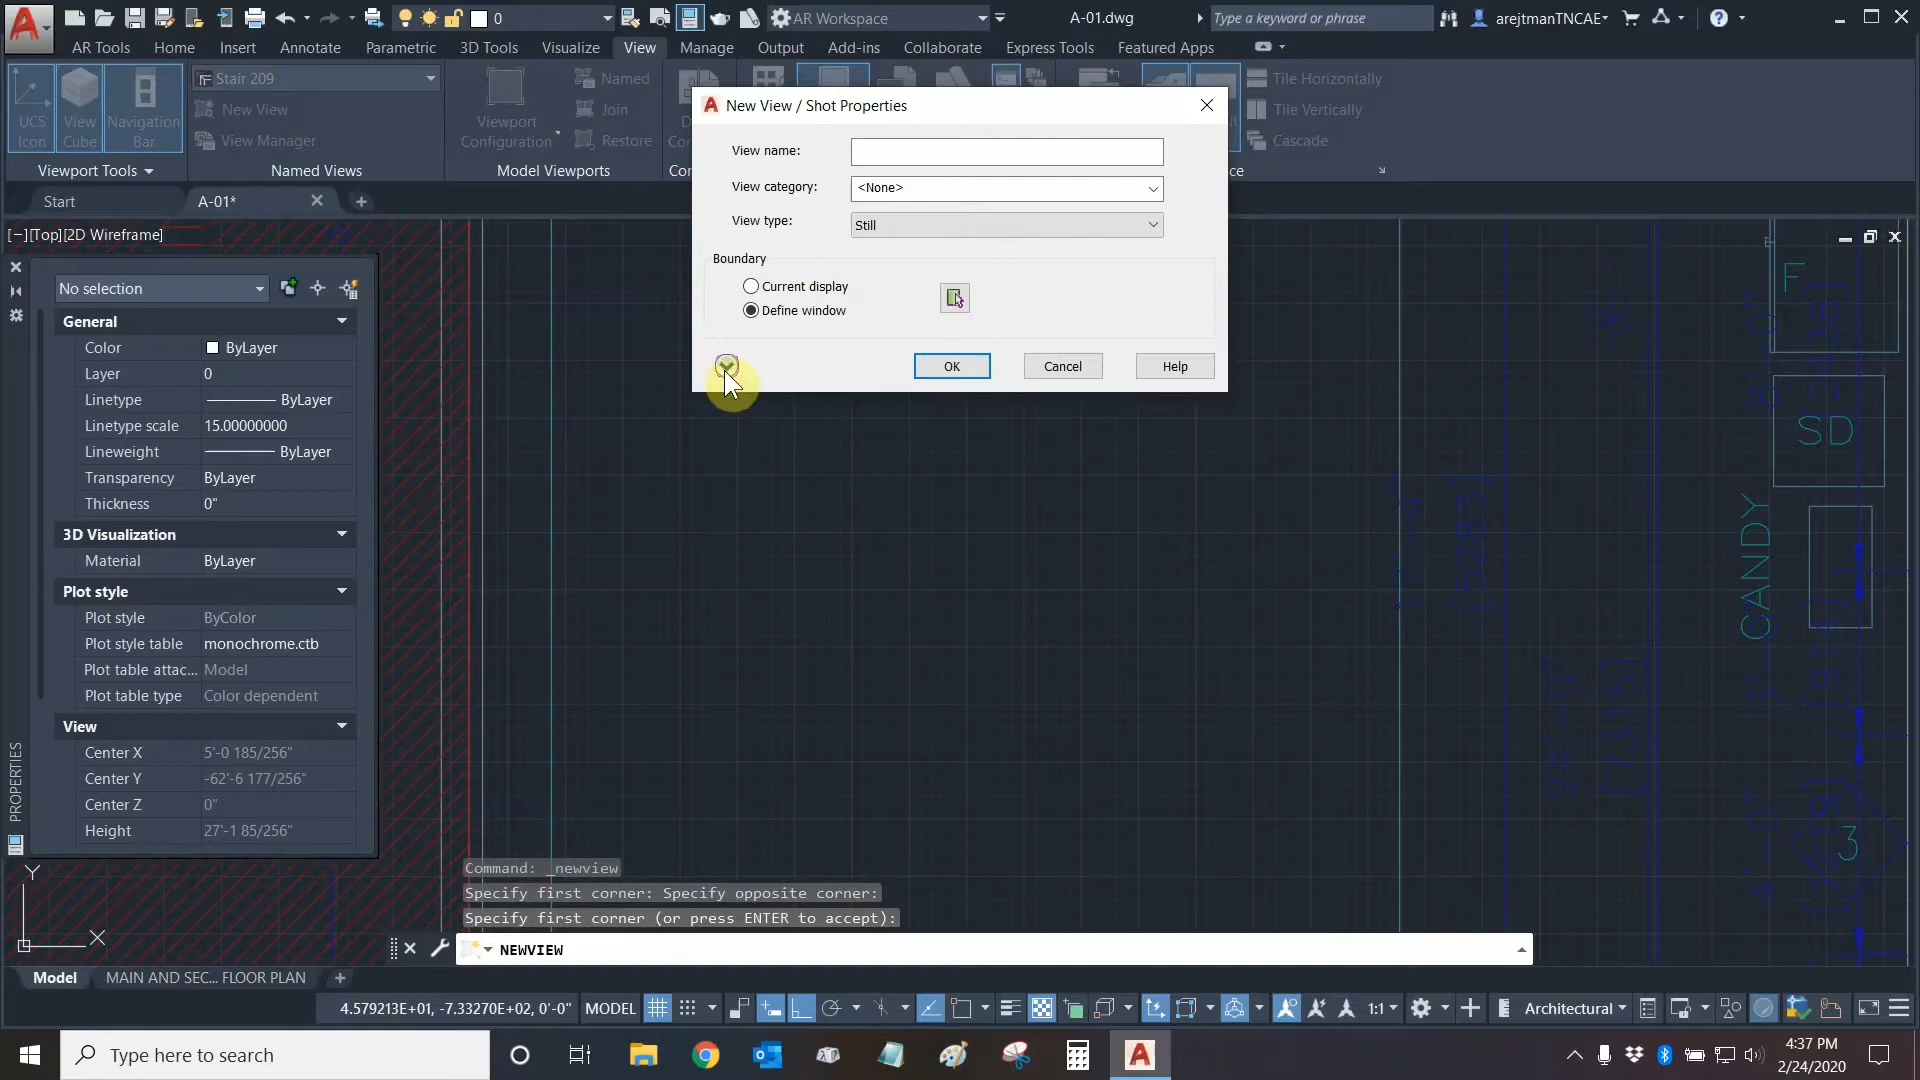 0
AR Workspace
A-01.dwg
Type a keyword or phrase
arejtmanTNCAE
AR Tools
Home
Insert
Annotate
Parametric
3D Tools
Visualize
View
Manage
Output
Add-ins
Collaborate
Express Tools
Featured Apps
UCS
Icon
View
Cube
Navigation
Bar
Viewport Tools
Stair 209
New View
View Manager
Named Views
Viewport
Configuration
Named
Join
Restore
Model Viewports
Tile Horizontally
Tile Vertically
Cascade
New View / Shot Properties
View name:
View category:
<None>
View type:
Still
Boundary
Current display
Define window
OK
Cancel
Help
Start
A-01*
[−][Top][2D Wireframe]
No selection
General
Color ByLayer
Layer 0
Linetype ByLayer
Linetype scale 15.00000000
Lineweight ByLayer
Transparency ByLayer
Thickness 0"
3D Visualization
Material ByLayer
Plot style
Plot style ByColor
Plot style table monochrome.ctb
Plot table attac... Model
Plot table type Color dependent
View
Center X 5'-0 185/256"
Center Y -62'-6 177/256"
Center Z 0"
Height 27'-1 85/256"
PROPERTIES
F
SD
CANDY
3
Y
X
Command: _newview
Specify first corner: Specify opposite corner:
Specify first corner (or press ENTER to accept):
NEWVIEW
Model
MAIN AND SEC... FLOOR PLAN
4.579213E+01, -7.33270E+02, 0'-0"
MODEL
1:1
Architectural
Type here to search
4:37 PM
2/24/2020